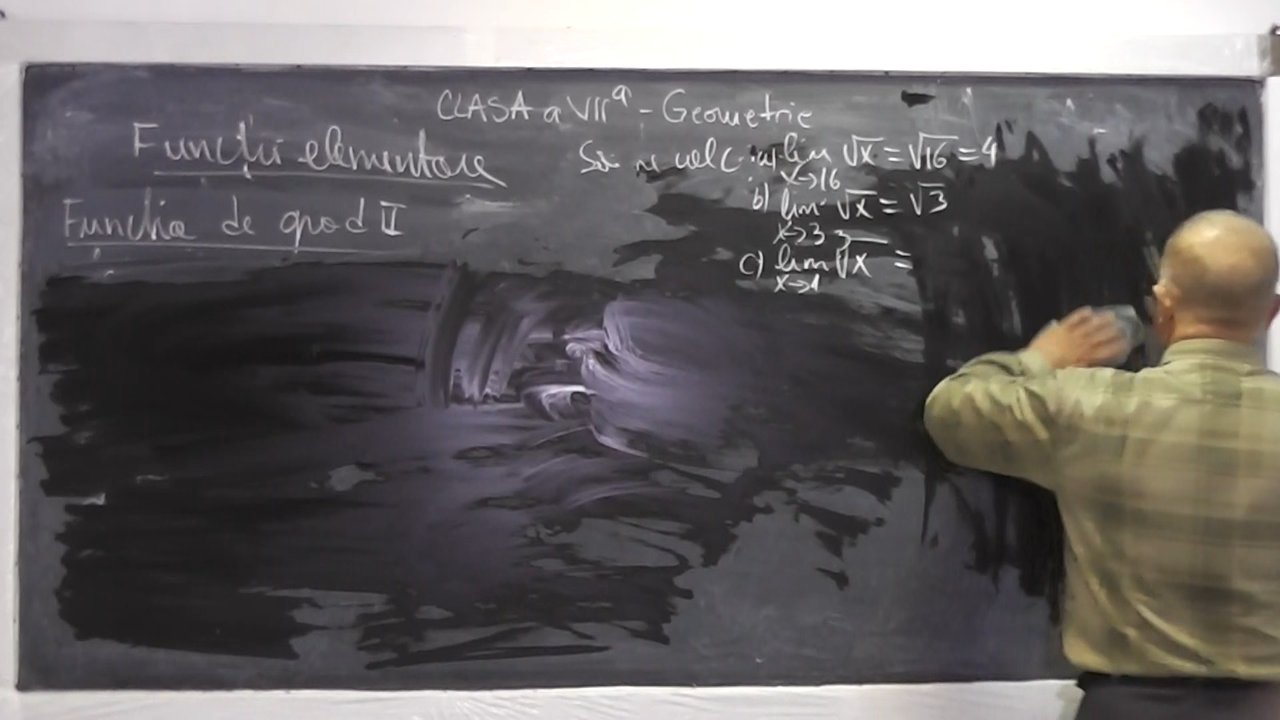 CLASA a VII a - Geometrie
Funcții elementare
Funcția de grad II
Să se calc: a) lim √x = √16 = 4
x→16
b) lim √x = √3
x→3
c) lim ∛x =
x→1